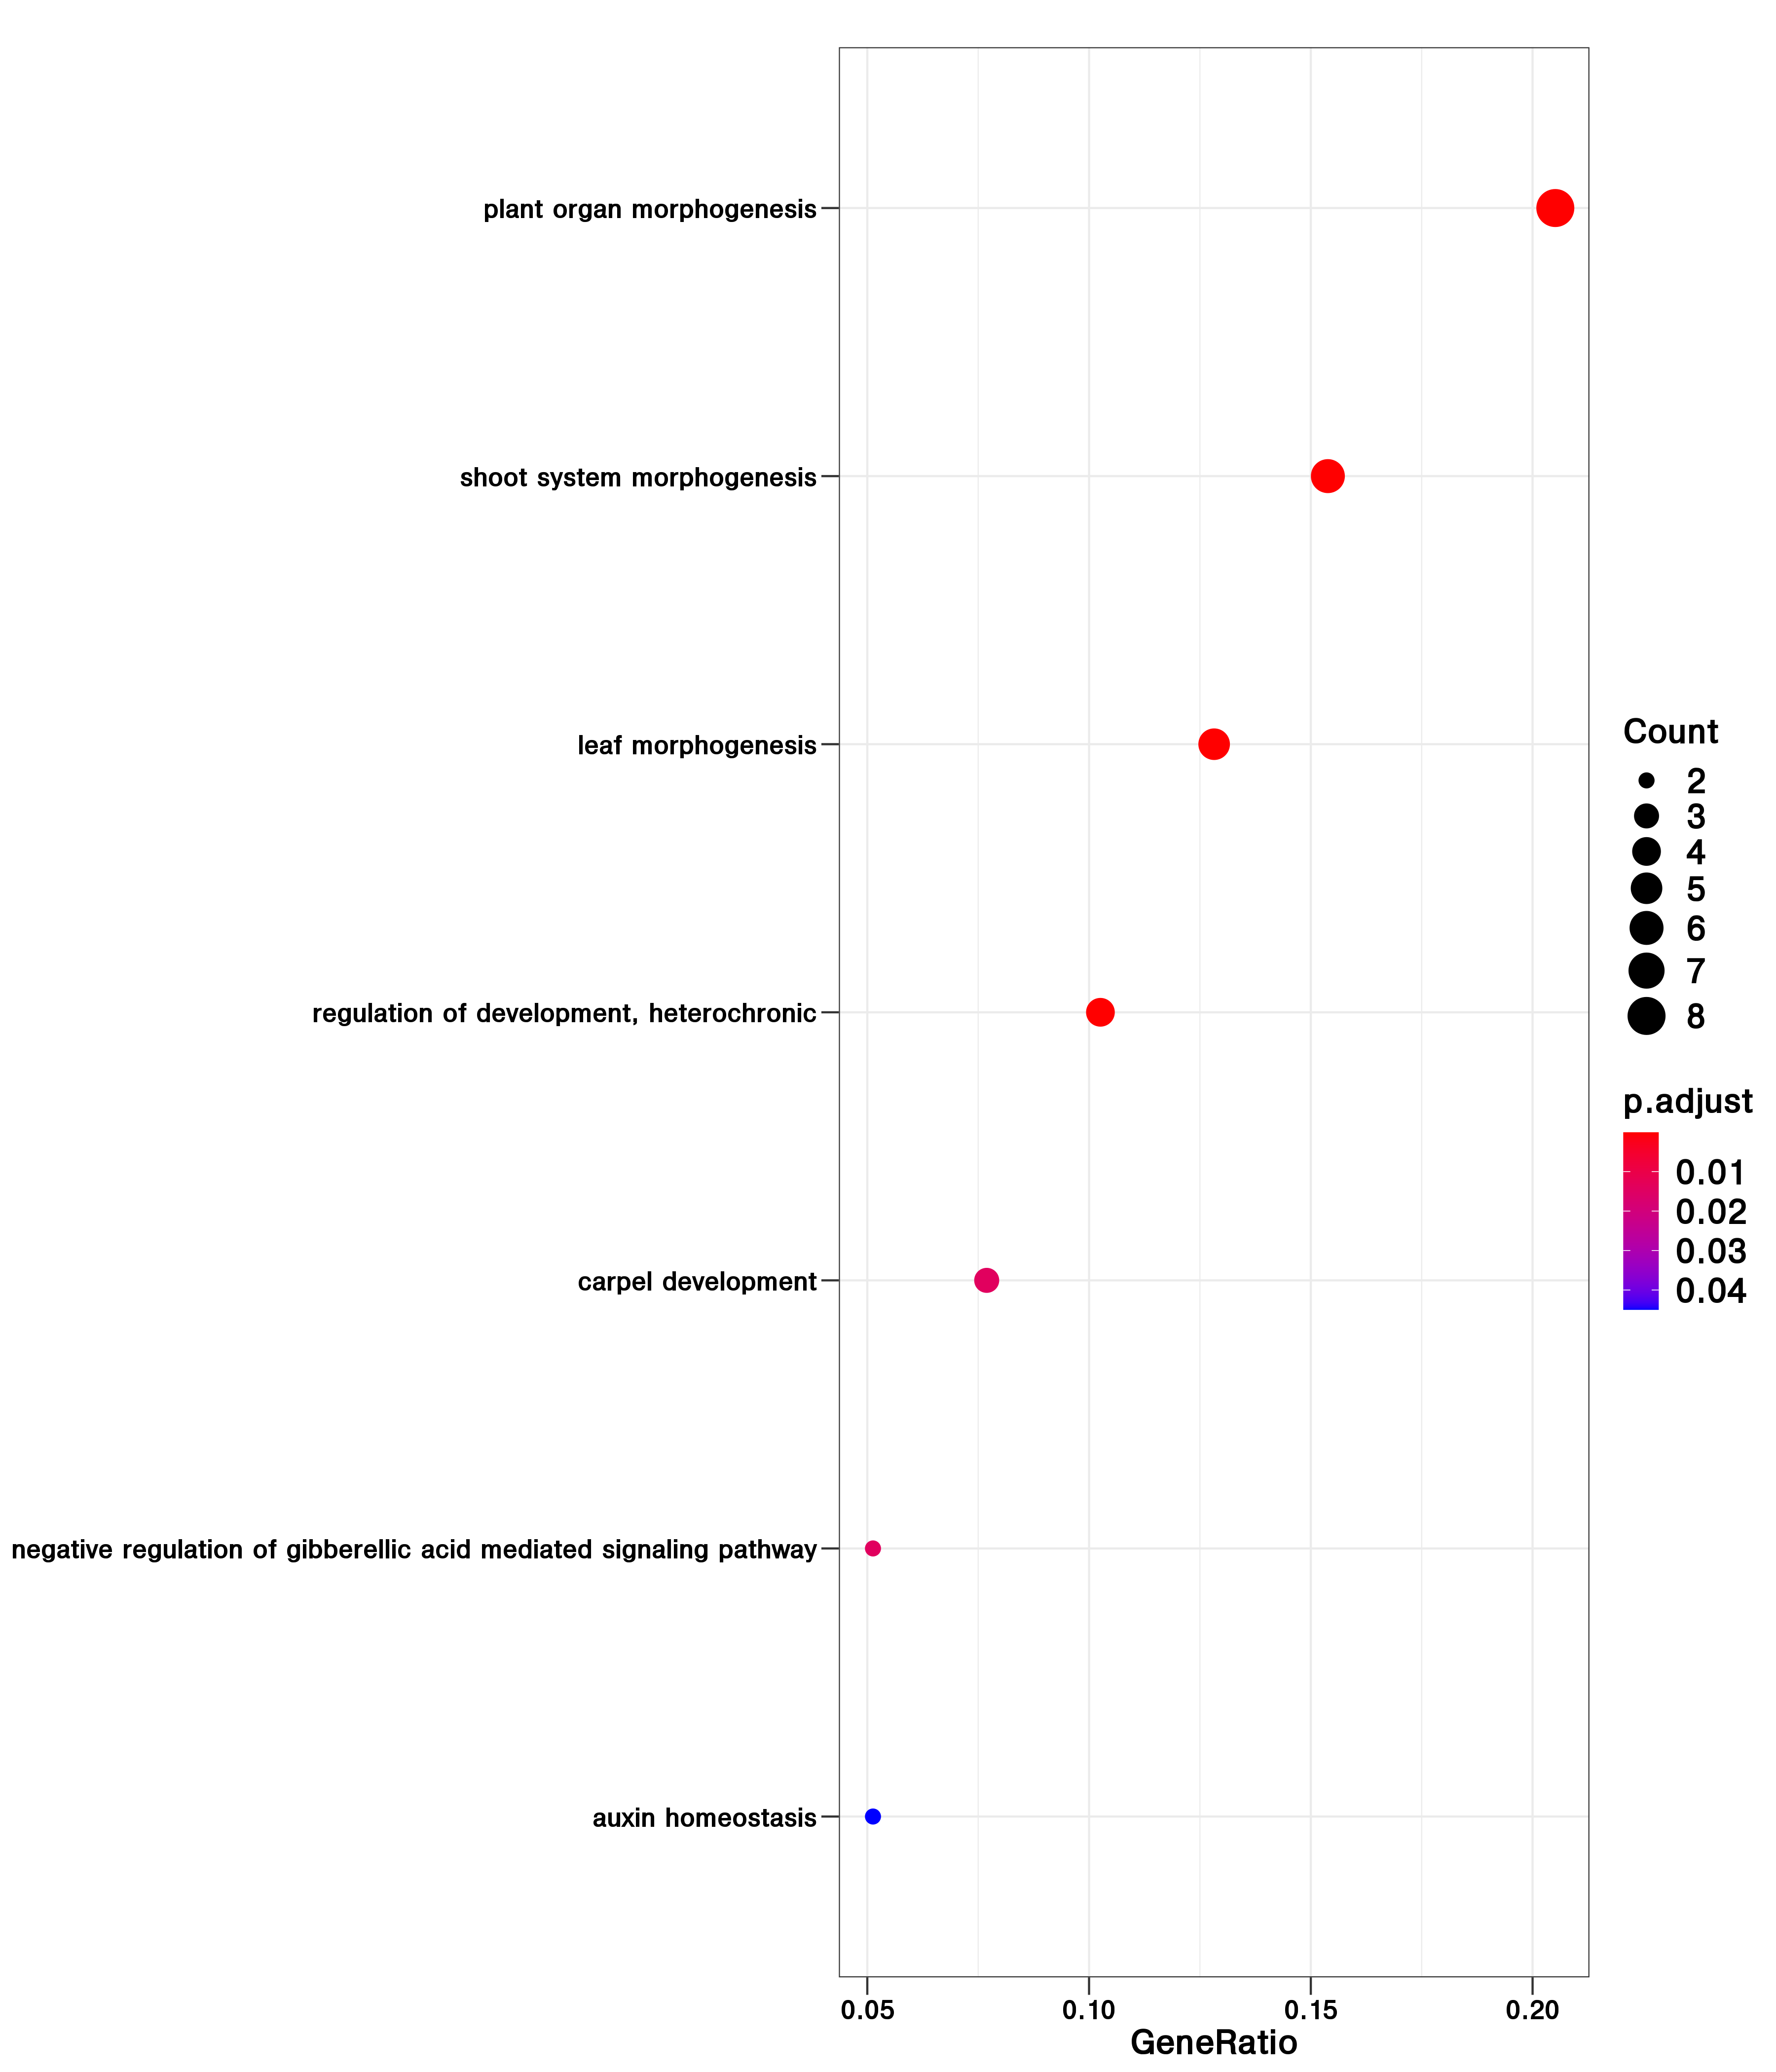 plant organ morphogenesis
shoot system morphogenesis
leaf morphogenesis
regulation of development, heterochronic
carpel development
negative regulation of gibberellic acid mediated signaling pathway
auxin homeostasis
0.05 0.10 0.15 0.20
GeneRatio
Count
2
3
4
5
6
7
8
p.adjust
0.01
0.02
0.03
0.04